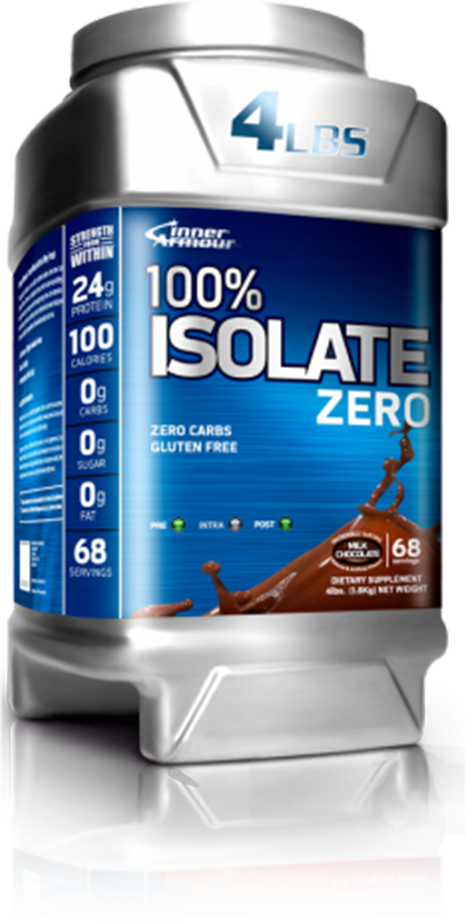 4LBS
inner
ARMOUR
STRENGTH
FROM
WITHIN
24g
PROTEIN
100
CALORIES
0g
CARBS
0g
SUGAR
0g
FAT
68
SERVINGS
100%
ISOLATE
ZERO
ZERO CARBS
GLUTEN FREE
PRE INTRA POST
MILK
CHOCOLATE
68
servings
DIETARY SUPPLEMENT
4lbs. (1.8Kg) NET WEIGHT